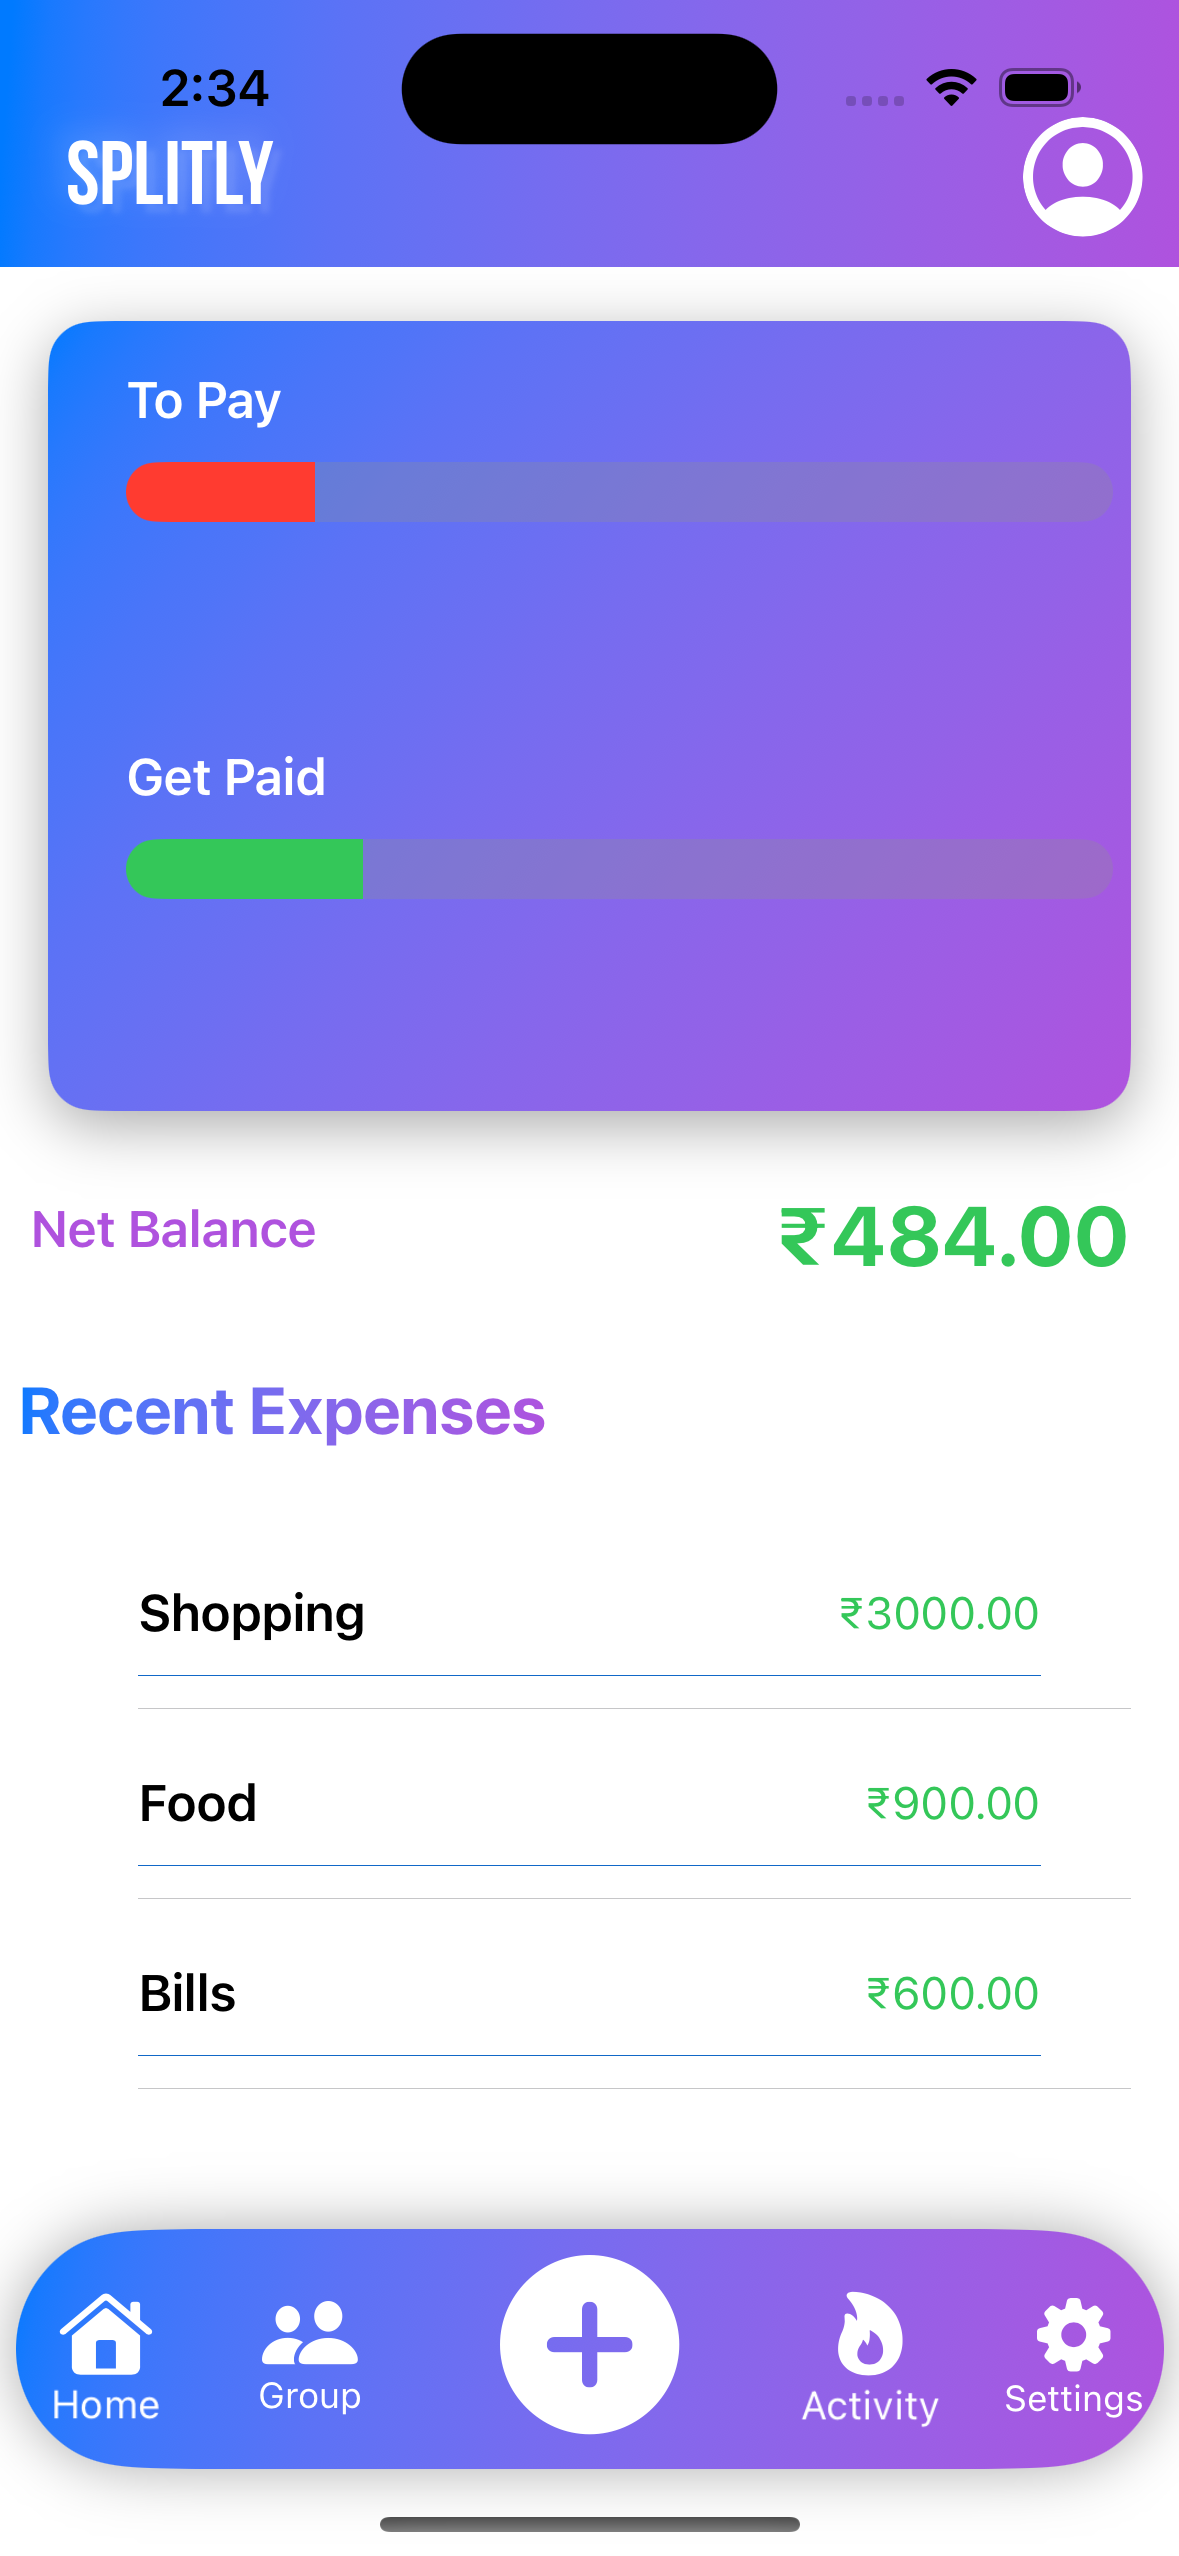 2:34
SPLITLY
To Pay
Get Paid
Net Balance ₹484.00
Recent Expenses
Shopping ₹3000.00
Food ₹900.00
Bills ₹600.00
Home Group Activity Settings